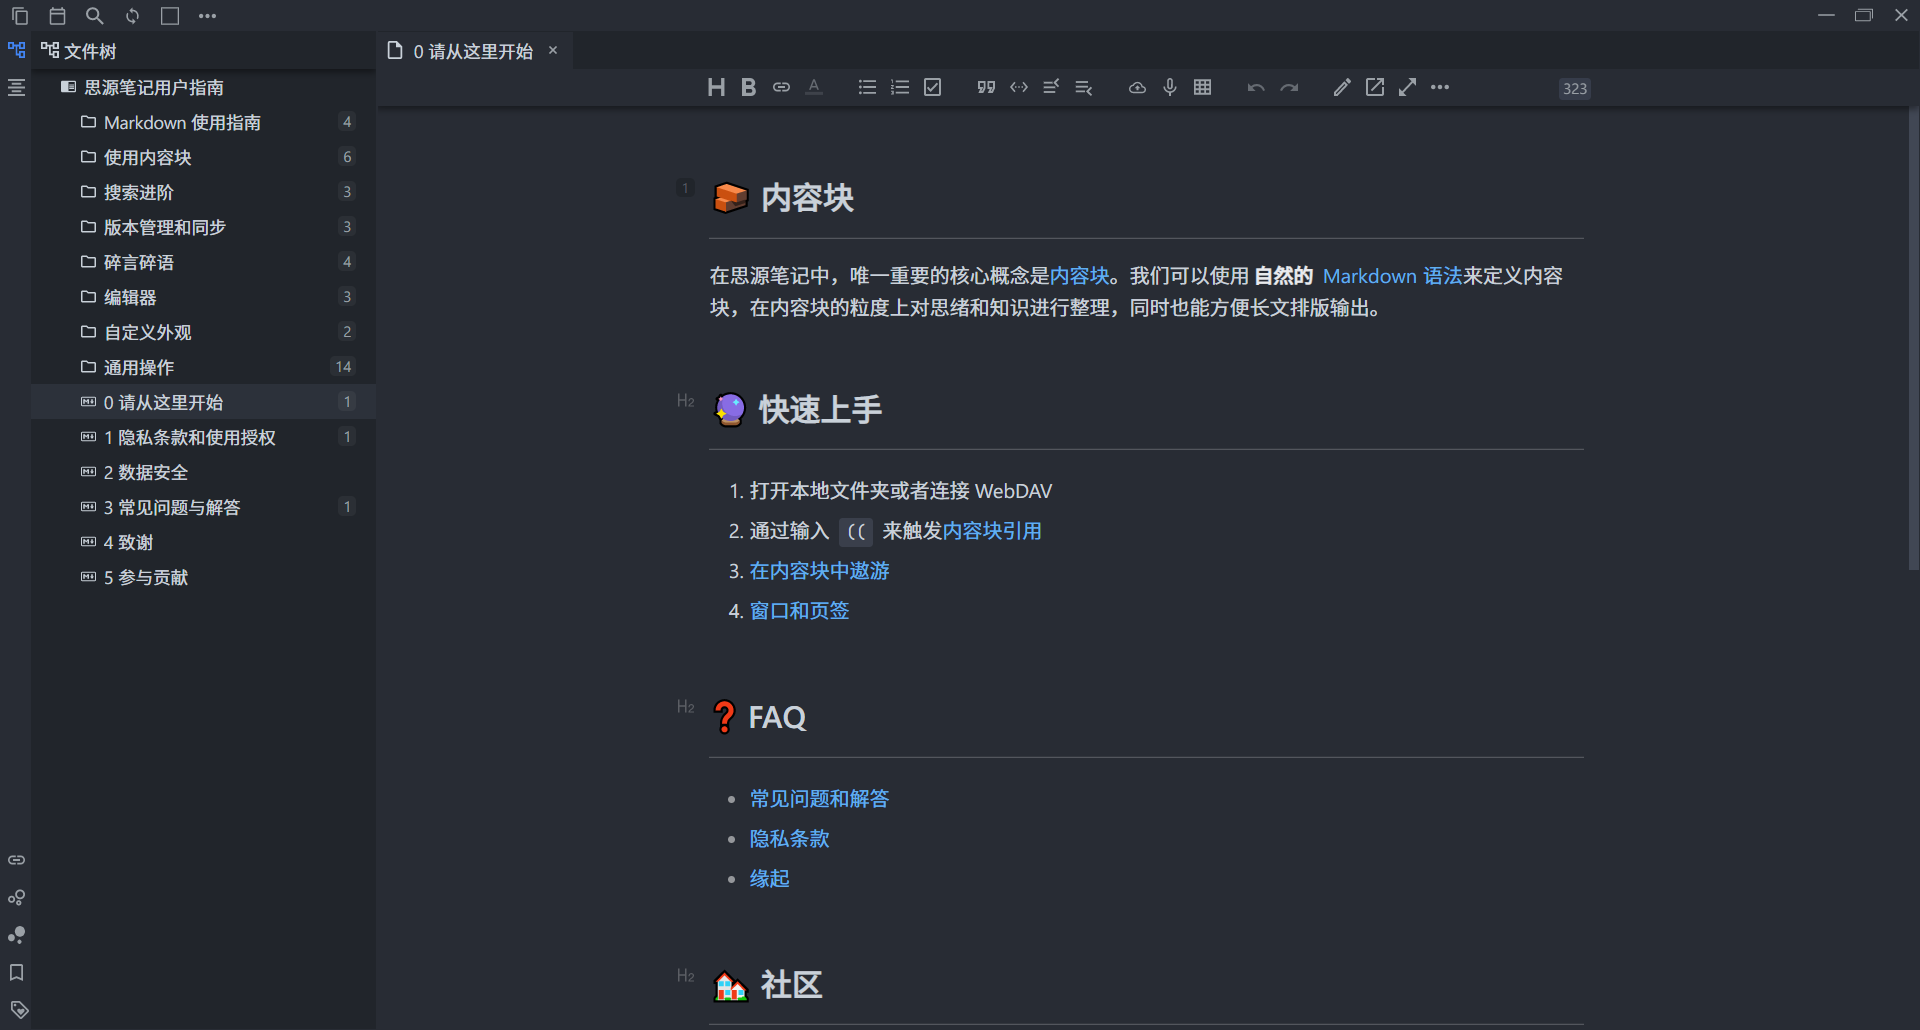 文件树
思源笔记用户指南
Markdown 使用指南 4
使用内容块 6
搜索进阶 3
版本管理和同步 3
碎言碎语 4
编辑器 3
自定义外观 2
通用操作 14
0 请从这里开始 1
1 隐私条款和使用授权 1
2 数据安全
3 常见问题与解答 1
4 致谢
5 参与贡献
0 请从这里开始 ×
H B A 323
1 内容块
在思源笔记中，唯一重要的核心概念是内容块。我们可以使用 自然的 Markdown 语法来定义内容
块，在内容块的粒度上对思绪和知识进行整理，同时也能方便长文排版输出。
H2 快速上手
1. 打开本地文件夹或者连接 WebDAV
2. 通过输入 (( 来触发内容块引用
3. 在内容块中遨游
4. 窗口和页签
H2 ❓ FAQ
• 常见问题和解答
• 隐私条款
• 缘起
H2 社区